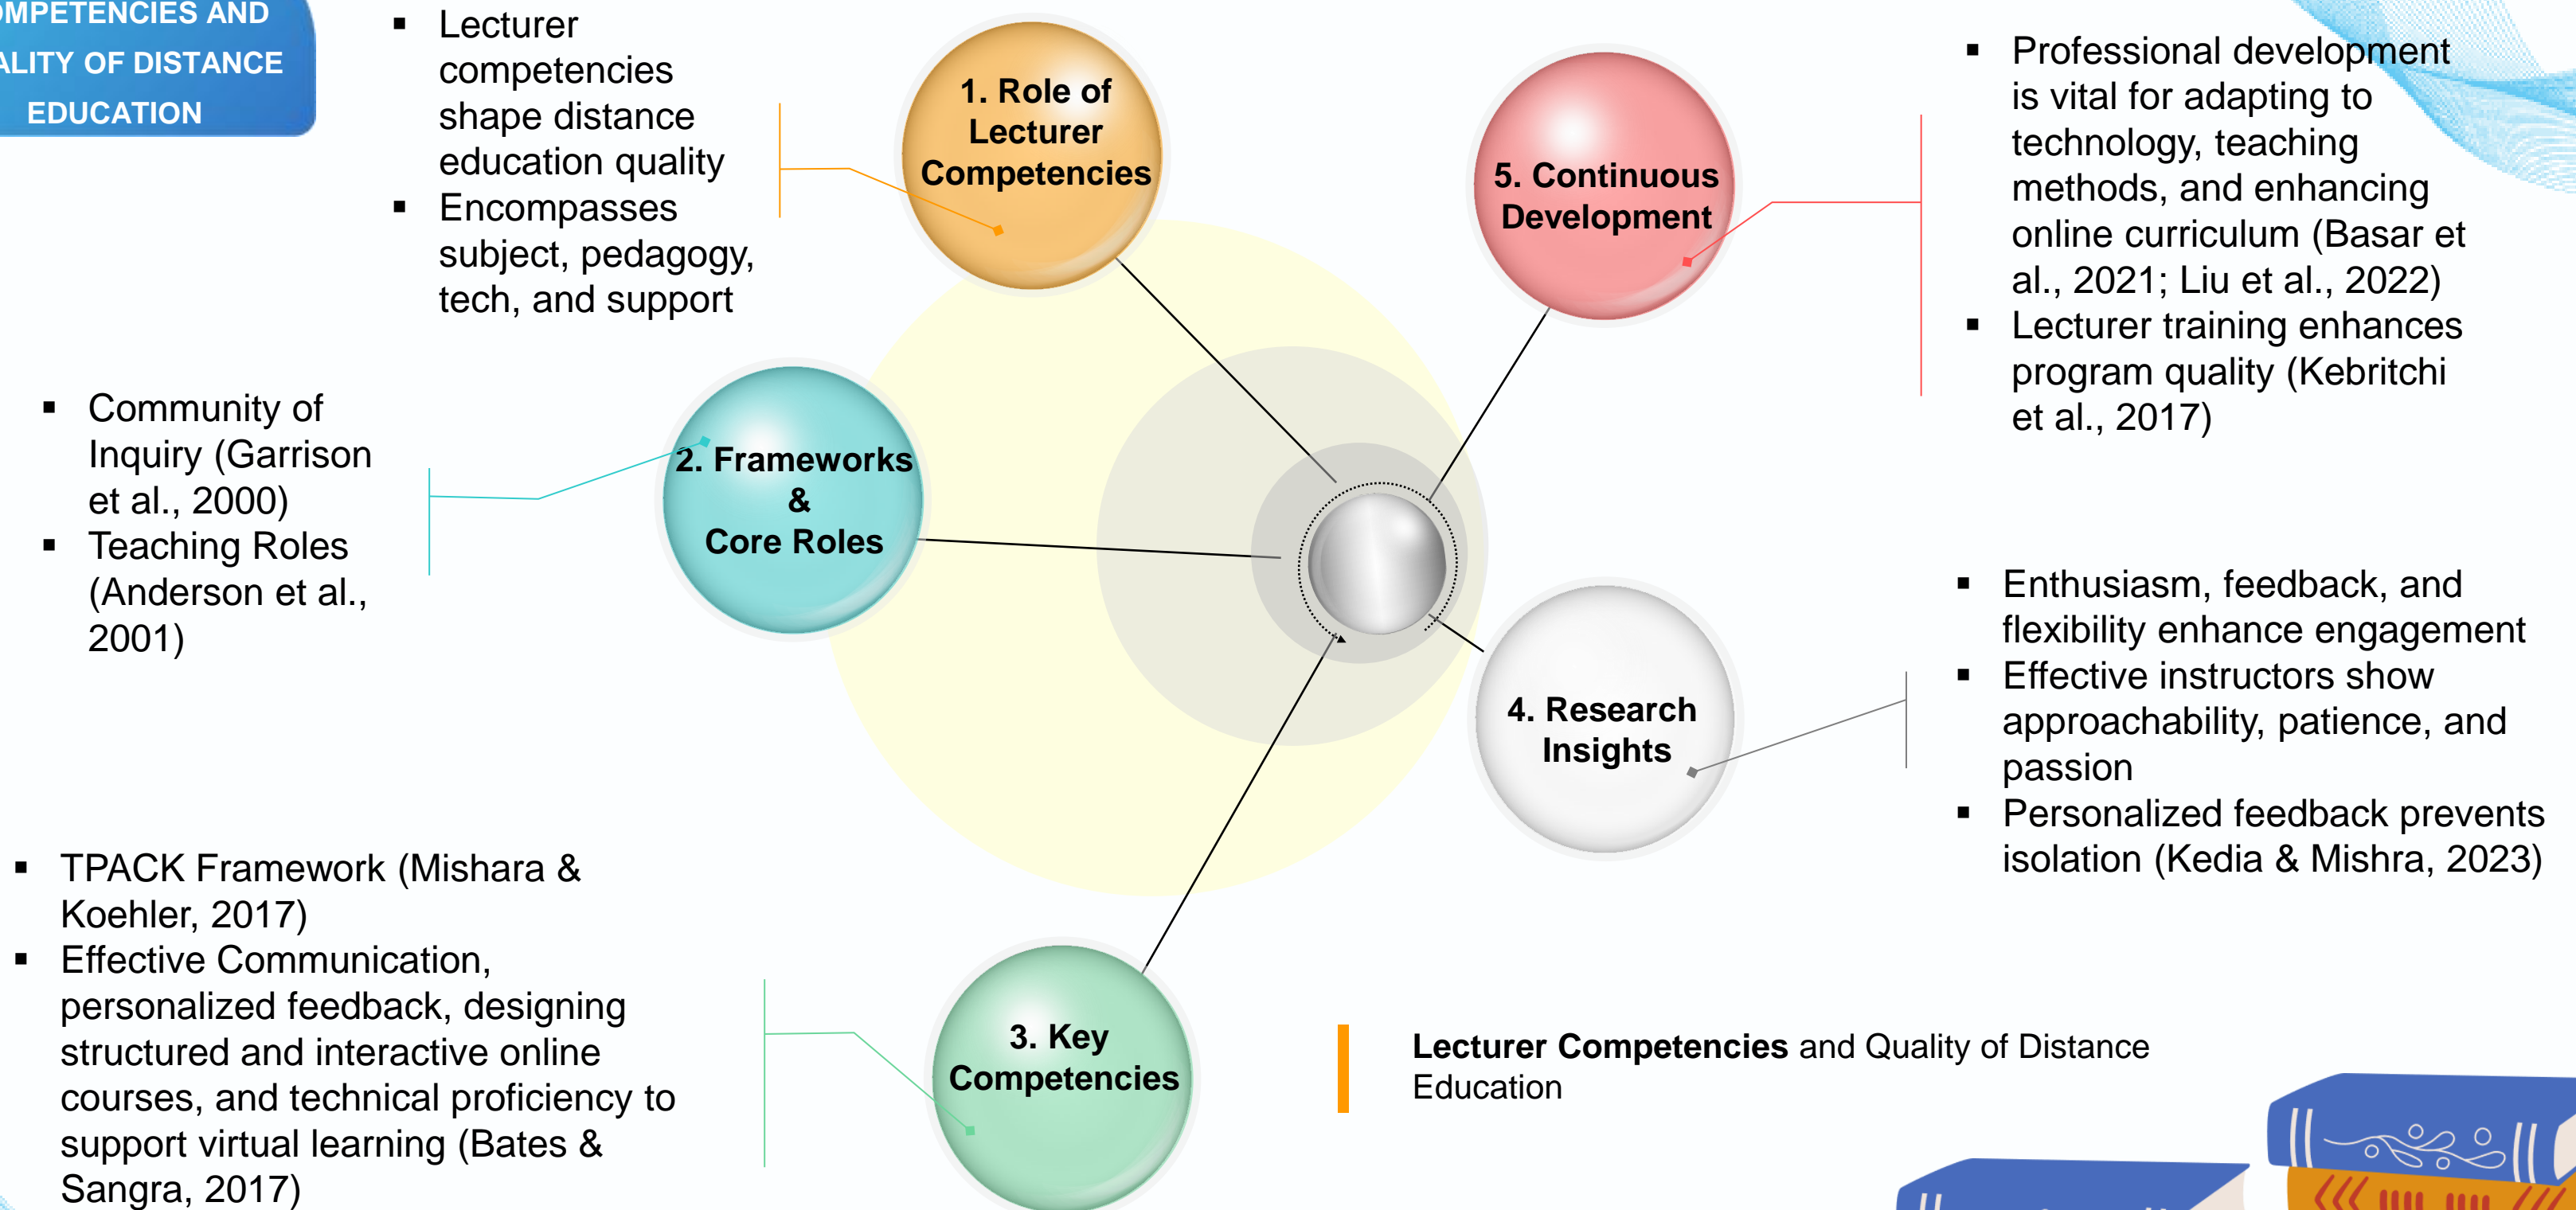 OMPETENCIES AND
ALITY OF DISTANCE
EDUCATION
▪ Lecturer
competencies
shape distance
education quality
▪ Encompasses
subject, pedagogy,
tech, and support
1. Role of
Lecturer
Competencies
▪ Community of
Inquiry (Garrison
et al., 2000)
▪ Teaching Roles
(Anderson et al.,
2001)
2. Frameworks
&
Core Roles
▪ TPACK Framework (Mishara &
Koehler, 2017)
▪ Effective Communication,
personalized feedback, designing
structured and interactive online
courses, and technical proficiency to
support virtual learning (Bates &
Sangra, 2017)
3. Key
Competencies
4. Research
Insights
▪ Enthusiasm, feedback, and
flexibility enhance engagement
▪ Effective instructors show
approachability, patience, and
passion
▪ Personalized feedback prevents
isolation (Kedia & Mishra, 2023)
5. Continuous
Development
▪ Professional development
is vital for adapting to
technology, teaching
methods, and enhancing
online curriculum (Basar et
al., 2021; Liu et al., 2022)
▪ Lecturer training enhances
program quality (Kebritchi
et al., 2017)
Lecturer Competencies and Quality of Distance
Education